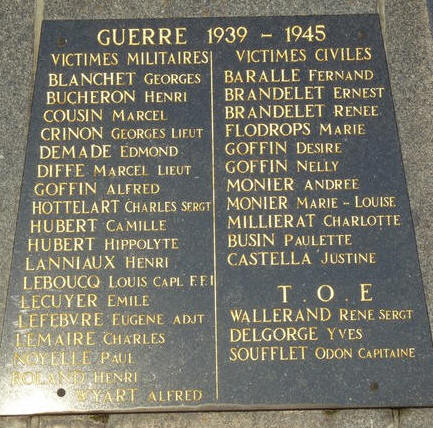 GUERRE 1939 - 1945
VICTIMES MILITAIRES
BLANCHET GEORGES
BUCHERON HENRI
COUSIN MARCEL
CRINON GEORGES LIEUT
DEMADE EDMOND
DIFFE MARCEL LIEUT
GOFFIN ALFRED
HOTTELART CHARLES SERGT
HUBERT CAMILLE
HUBERT HIPPOLYTE
LANNIAUX HENRI
LEBOUCQ LOUIS CAPL F.F.I
LECUYER EMILE
LEFEBVRE EUGENE ADJT
LEMAIRE CHARLES
NOYELLE PAUL
ROLAND HENRI
WYART ALFRED
VICTIMES CIVILES
BARALLE FERNAND
BRANDELET ERNEST
BRANDELET RENEE
FLODROPS MARIE
GOFFIN DESIRE
GOFFIN NELLY
MONIER ANDREE
MONIER MARIE - LOUISE
MILLIERAT CHARLOTTE
BUSIN PAULETTE
CASTELLA JUSTINE
T.O.E
WALLERAND RENE SERGT
DELGORGE YVES
SOUFFLET ODON CAPITAINE